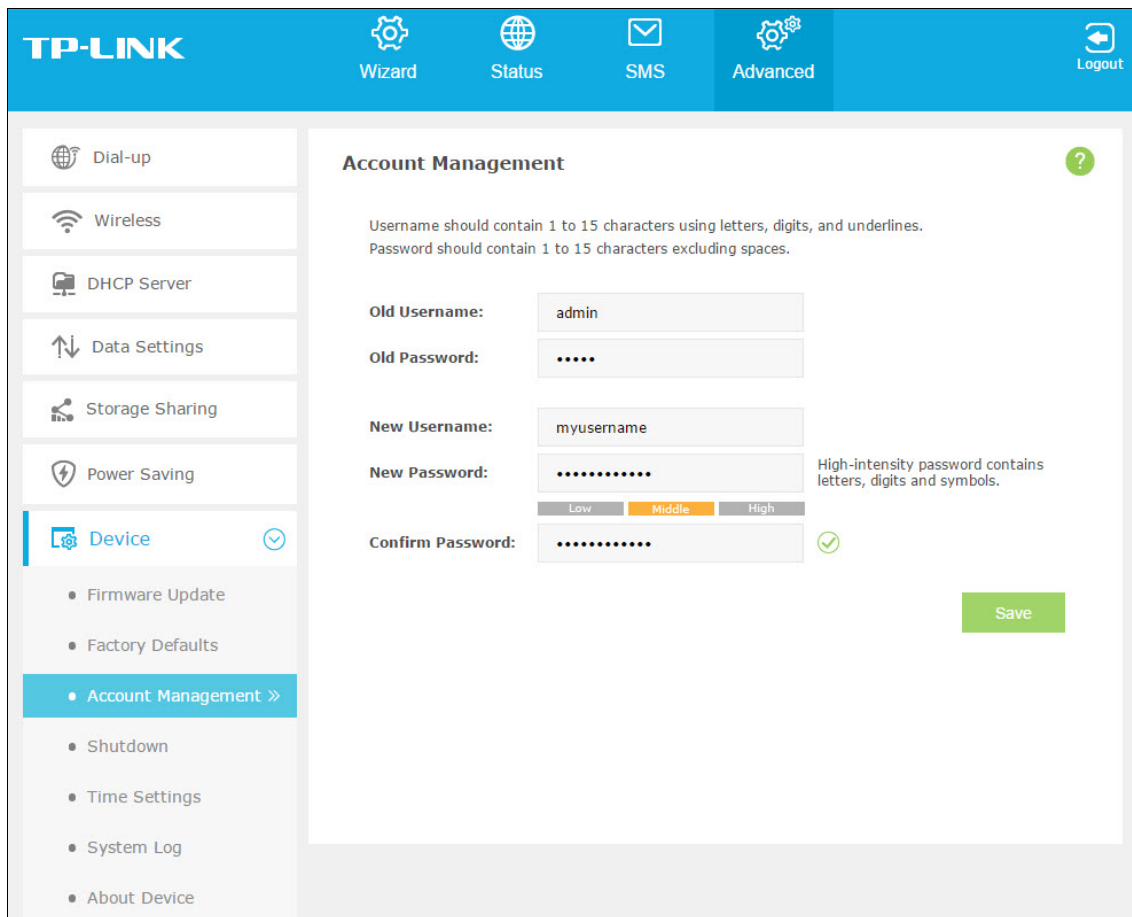 TP-LINK
Wizard
Status
SMS
Advanced
Logout
Dial-up
Wireless
DHCP Server
Data Settings
Storage Sharing
Power Saving
Device
Firmware Update
Factory Defaults
Account Management »
Shutdown
Time Settings
System Log
About Device
Account Management
?
Username should contain 1 to 15 characters using letters, digits, and underlines.
Password should contain 1 to 15 characters excluding spaces.
Old Username: admin
Old Password: •••••
New Username: myusername
New Password: ••••••••••••
High-intensity password contains
letters, digits and symbols.
Low Middle High
Confirm Password: ••••••••••••
Save